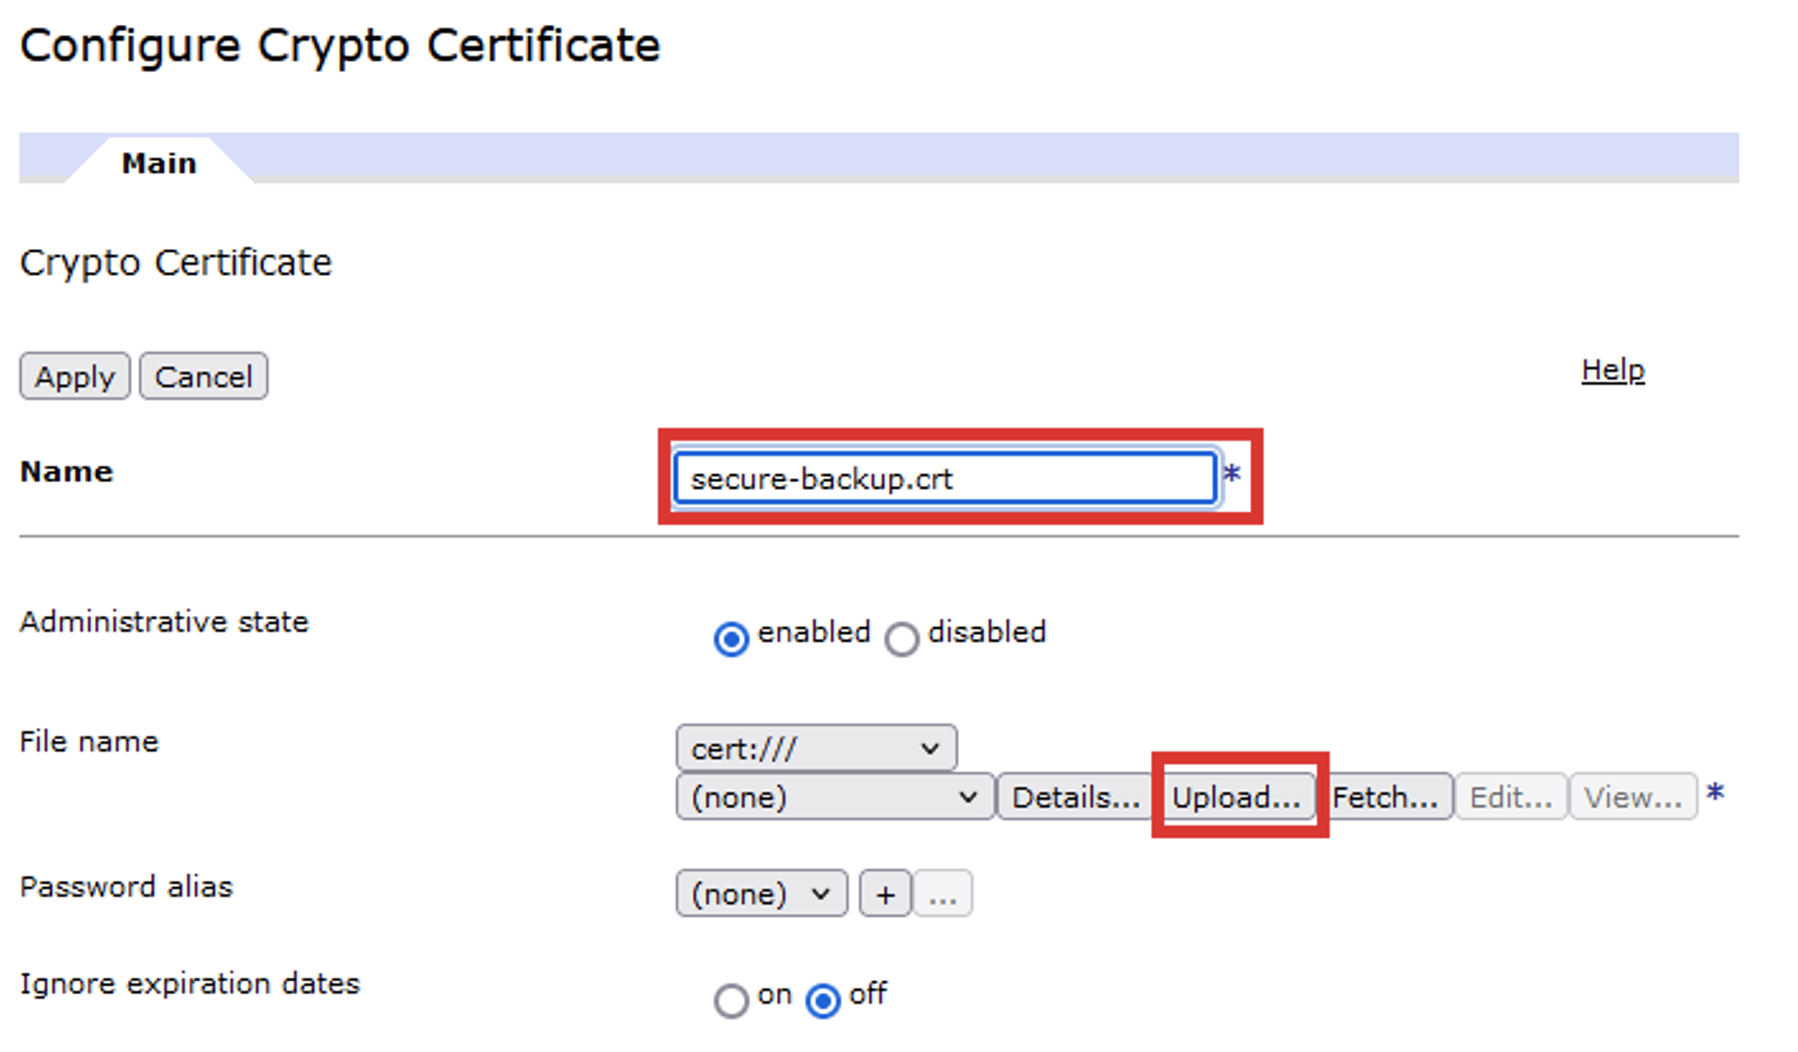 Configure Crypto Certificate
Main
Crypto Certificate
Apply Cancel Help
Name secure-backup.crt *
Administrative state enabled disabled
File name cert:///
(none) Details... Upload... Fetch... Edit... View... *
Password alias (none) + ...
Ignore expiration dates on off